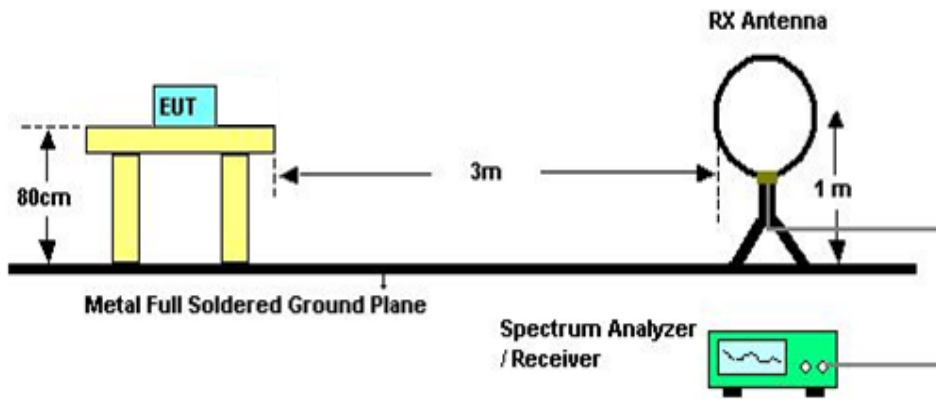 RX Antenna
EUT
80cm
3m
1 m
Metal Full Soldered Ground Plane
Spectrum Analyzer
/ Receiver